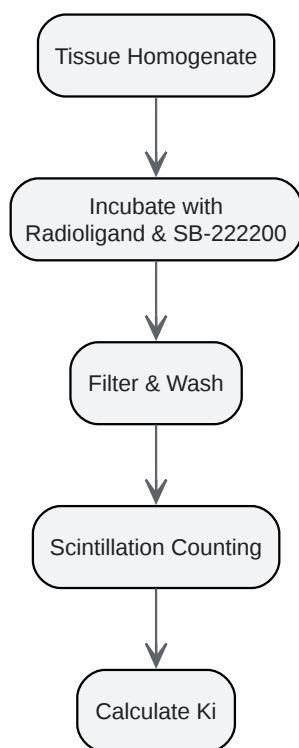 Tissue Homogenate
Incubate with
Radioligand & SB-222200
Filter & Wash
Scintillation Counting
Calculate Ki